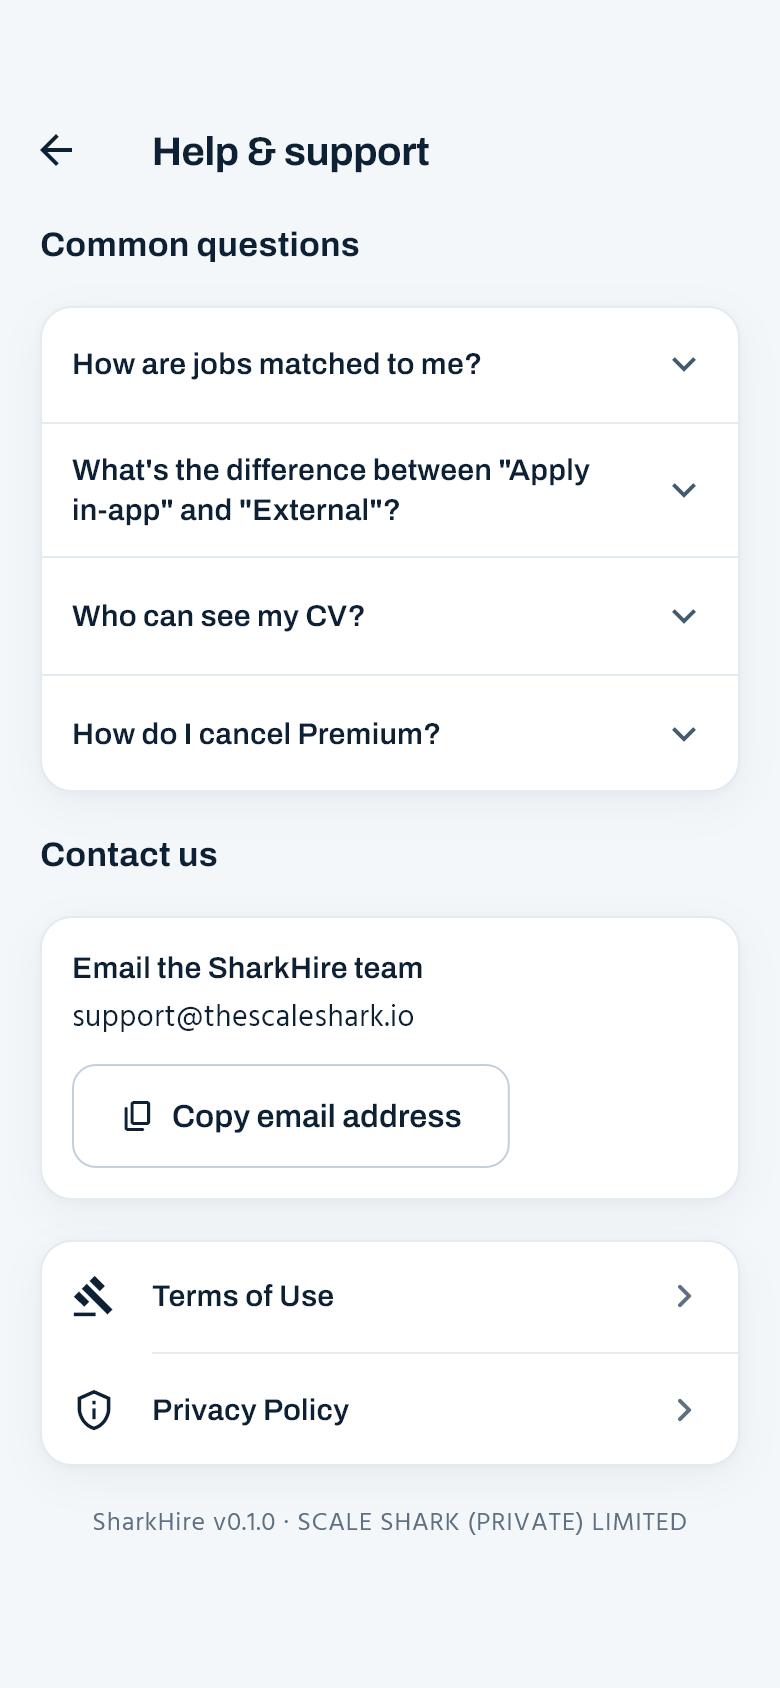 Help & support
Common questions
How are jobs matched to me?
What's the difference between "Apply
in-app" and "External"?
Who can see my CV?
How do I cancel Premium?
Contact us
Email the SharkHire team
support@thescaleshark.io
Copy email address
Terms of Use
Privacy Policy
SharkHire v0.1.0 · SCALE SHARK (PRIVATE) LIMITED